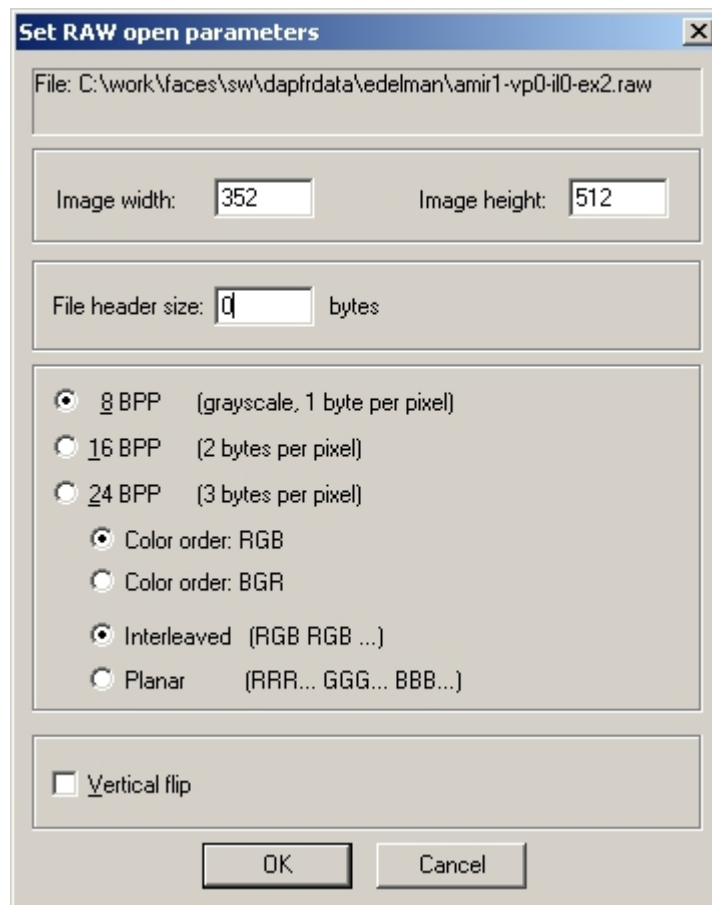 Set RAW open parameters
File: C:\work\faces\sw\dapfrdata\edelman\amir1-vp0-il0-ex2.raw
Image width: 352 Image height: 512
File header size: 0 bytes
8 BPP (grayscale, 1 byte per pixel)
16 BPP (2 bytes per pixel)
24 BPP (3 bytes per pixel)
Color order: RGB
Color order: BGR
Interleaved (RGB RGB ...)
Planar (RRR... GGG... BBB...)
Vertical flip
OK Cancel